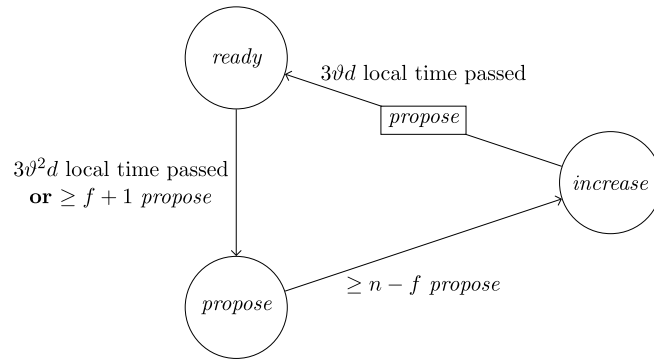 ready
3ϑd local time passed
propose
3ϑ²d local time passed
or ≥ f + 1 propose
increase
≥ n − f propose
propose